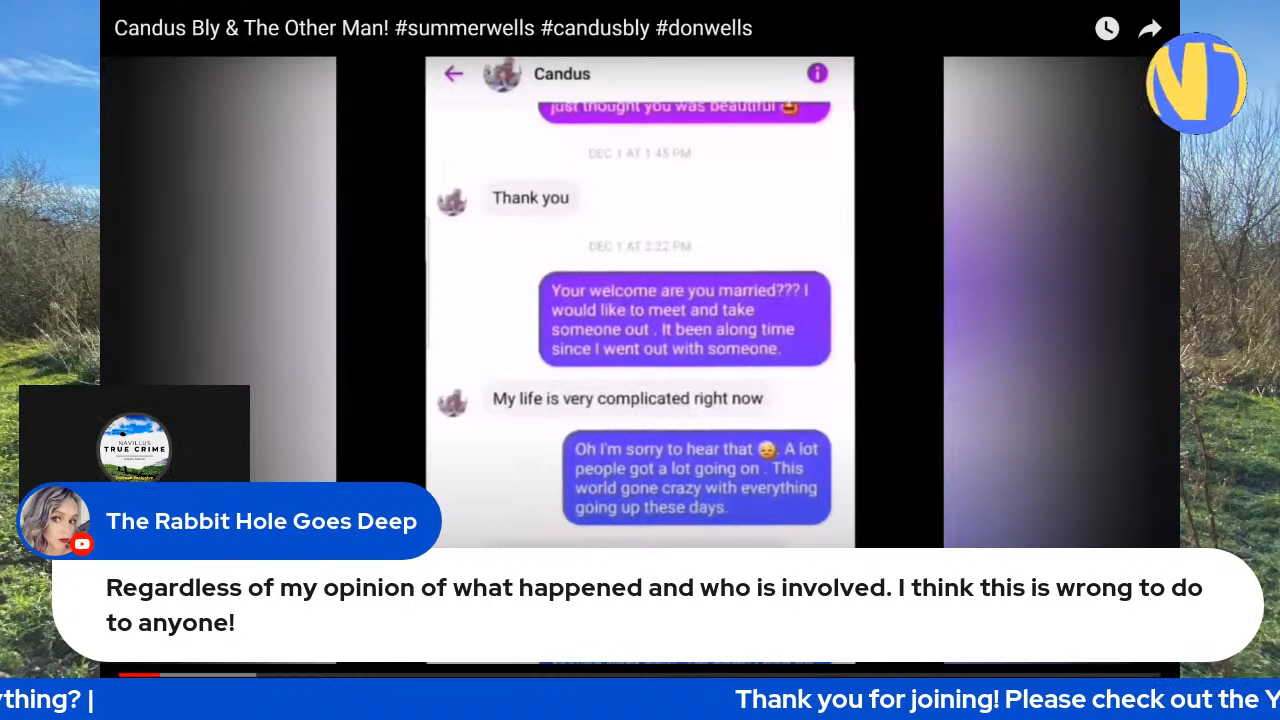 Candus Bly & The Other Man! #summerwells #candusbly #donwells
Candus
just thought you was beautiful
DEC 1 AT 1:45 PM
Thank you
DEC 1 AT 2:22 PM
Your welcome are you married??? I
would like to meet and take
someone out . It been along time
since I went out with someone.
My life is very complicated right now
Oh I'm sorry to hear that 😔. A lot
people got a lot going on . This
world gone crazy with everything
going up these days.
NAVILLUS
TRUE CRIME
The Rabbit Hole Goes Deep
Regardless of my opinion of what happened and who is involved. I think this is wrong to do
to anyone!
ything? |
Thank you for joining! Please check out the Y